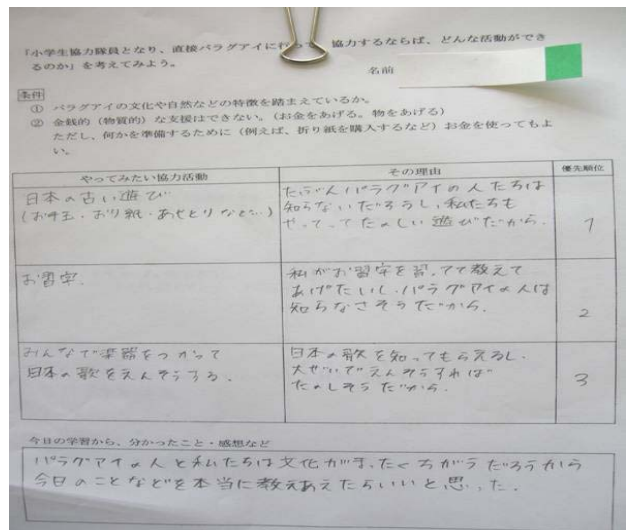 「小学生協力隊員となり、直接パラグアイに行って、協力するならば、どんな活動ができ
るのか」を考えてみよう。
名前
条件
① パラグアイの文化や自然などの特徴を踏まえているか。
② 金銭的（物質的）な支援はできない。（お金をあげる。物をあげる）
ただし、何かを準備するために（例えば、折り紙を購入するなど）お金を使ってもよ
い。
やってみたい協力活動 その理由 優先順位
日本の古い遊び
(お手玉・おり紙・あやとりなど…)
たぶんパラグアイの人たちは
知らないだろうし、私たちも
やってってたのしい遊びだから。
1
お習字.
私がお習字を習ってて教えて
あげたいし、パラグアイの人は
知らなさそうだから。
2
みんなで楽器をつかって
日本の歌をえんそうする.
日本の歌を知ってもらえるし、
大ぜいでえんそうすれば
たのしそうだから。
3
今日の学習から、分かったこと・感想など
パラグアイの人と私たちは文化がまったくちがうだろうから
今日のことなどを本当に教えあえたらいいと思った.